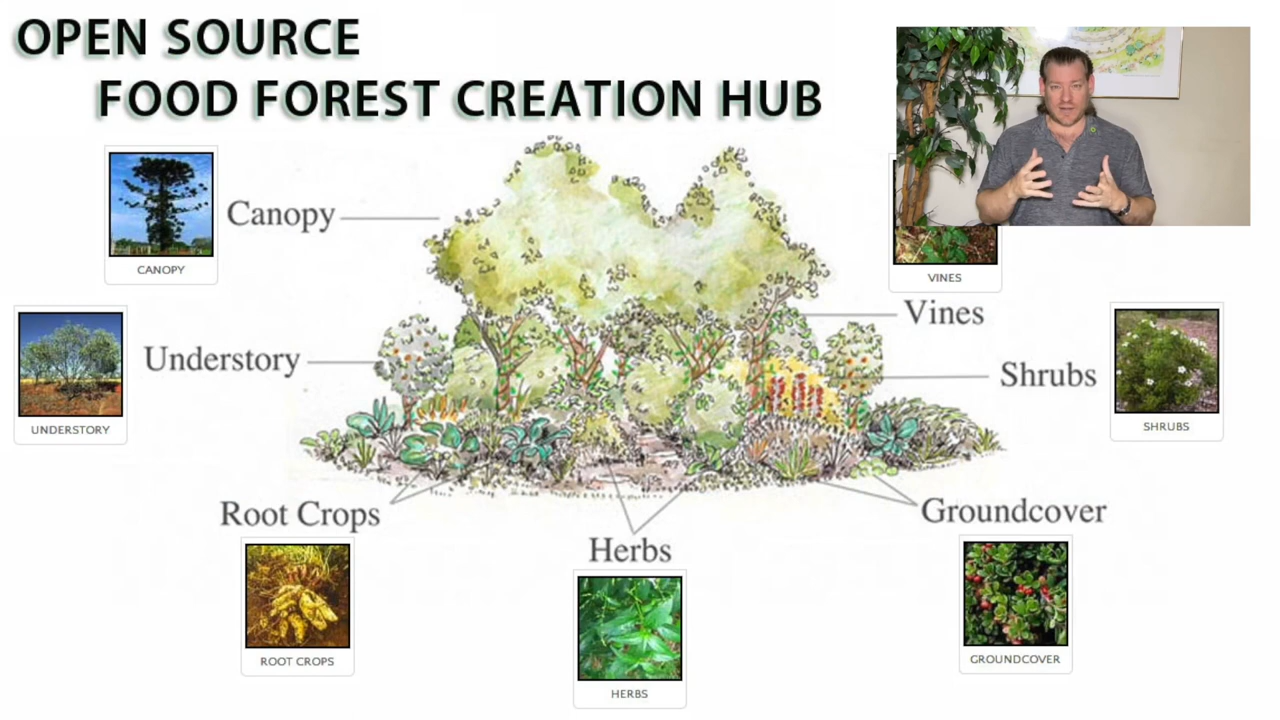 OPEN SOURCE
FOOD FOREST CREATION HUB
Canopy
CANOPY
VINES
Vines
Understory
UNDERSTORY
Shrubs
SHRUBS
Root Crops
ROOT CROPS
Herbs
HERBS
Groundcover
GROUNDCOVER